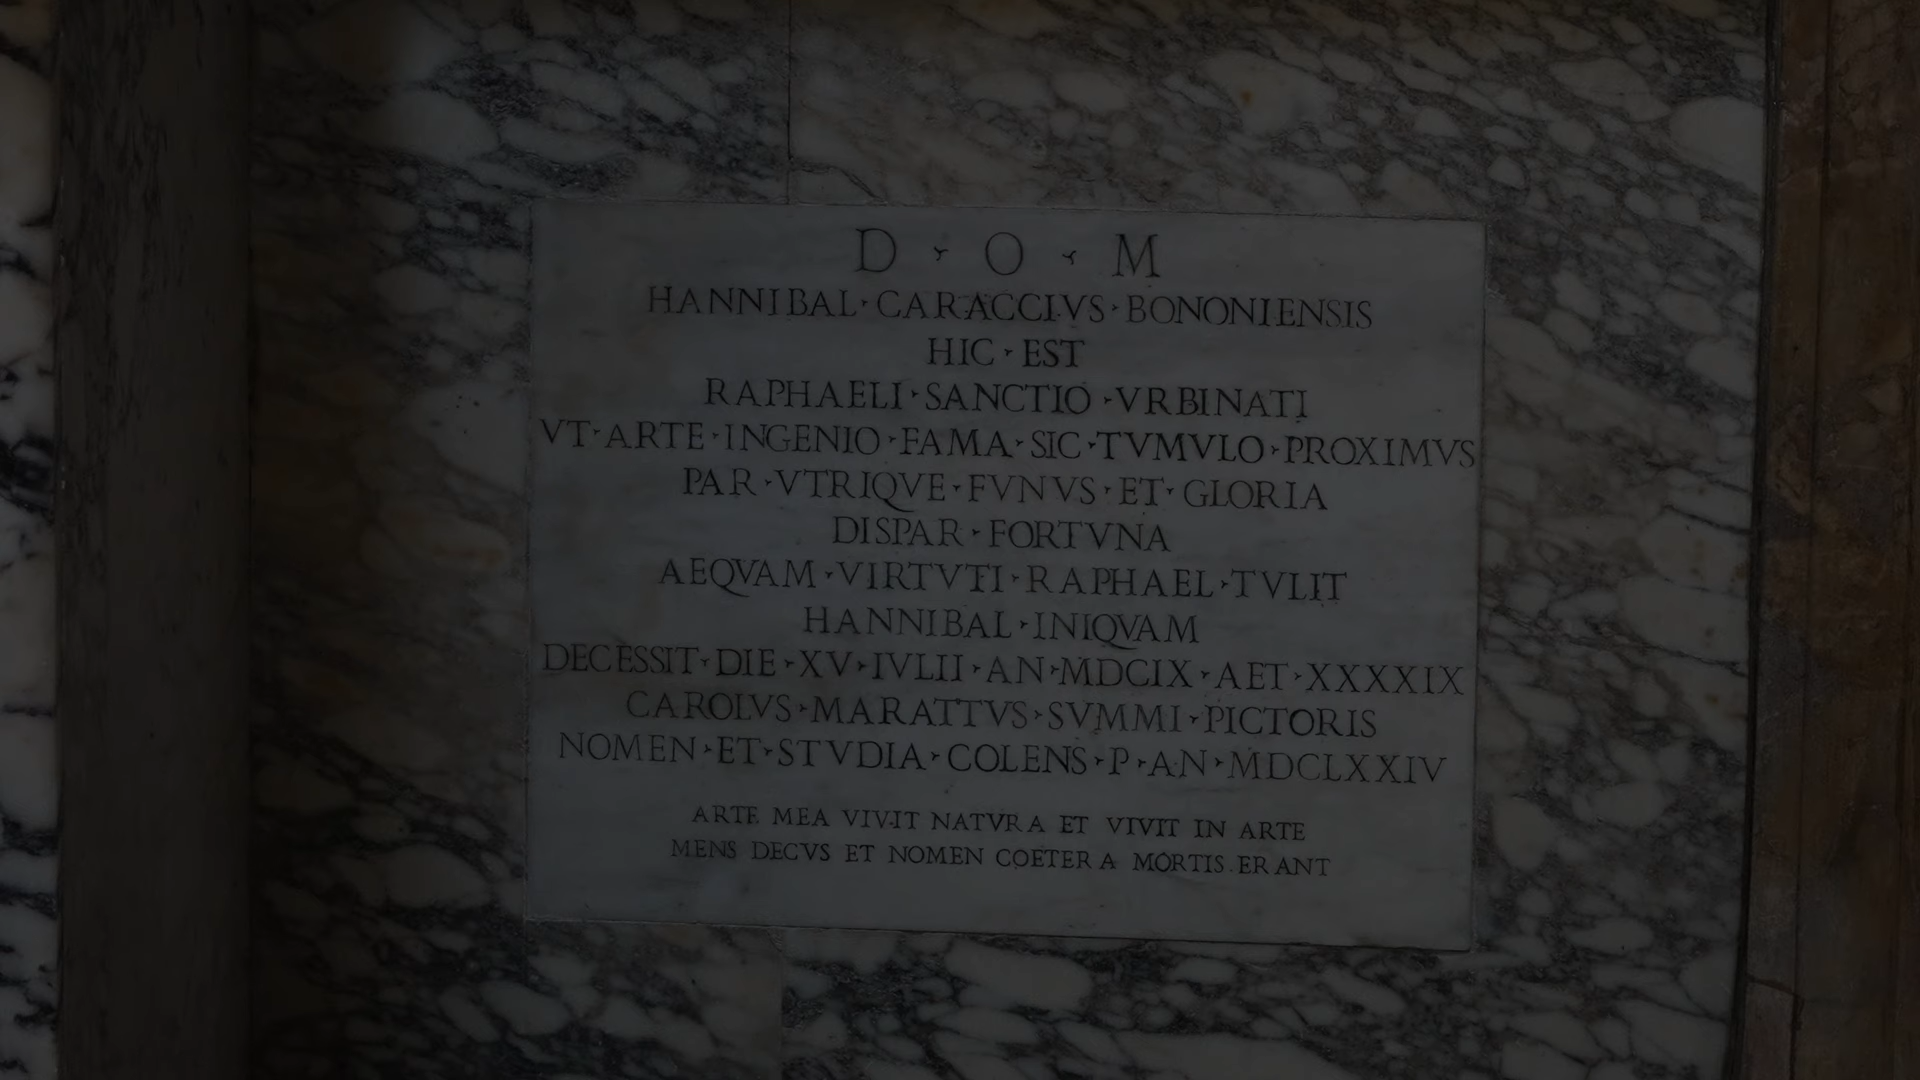 D · O · M
HANNIBAL · CARACCIVS · BONONIENSIS
HIC · EST
RAPHAELI · SANCTIO · VRBINATI
VT · ARTE · INGENIO · FAMA · SIC · TVMVLO · PROXIMVS
PAR · VTRIQVE · FVNVS · ET · GLORIA
DISPAR · FORTVNA
AEQVAM · VIRTVTI · RAPHAEL · TVLIT
HANNIBAL · INIQVAM
DECESSIT · DIE · XV · IVLII · AN · MDCIX · AET · XXXXIX
CAROLVS · MARATTVS · SVMMI · PICTORIS
NOMEN · ET · STVDIA · COLENS · P · AN · MDCLXXIV
ARTE MEA VIVIT NATVRA ET VIVIT IN ARTE
MENS DECVS ET NOMEN COETERA MORTIS ERANT